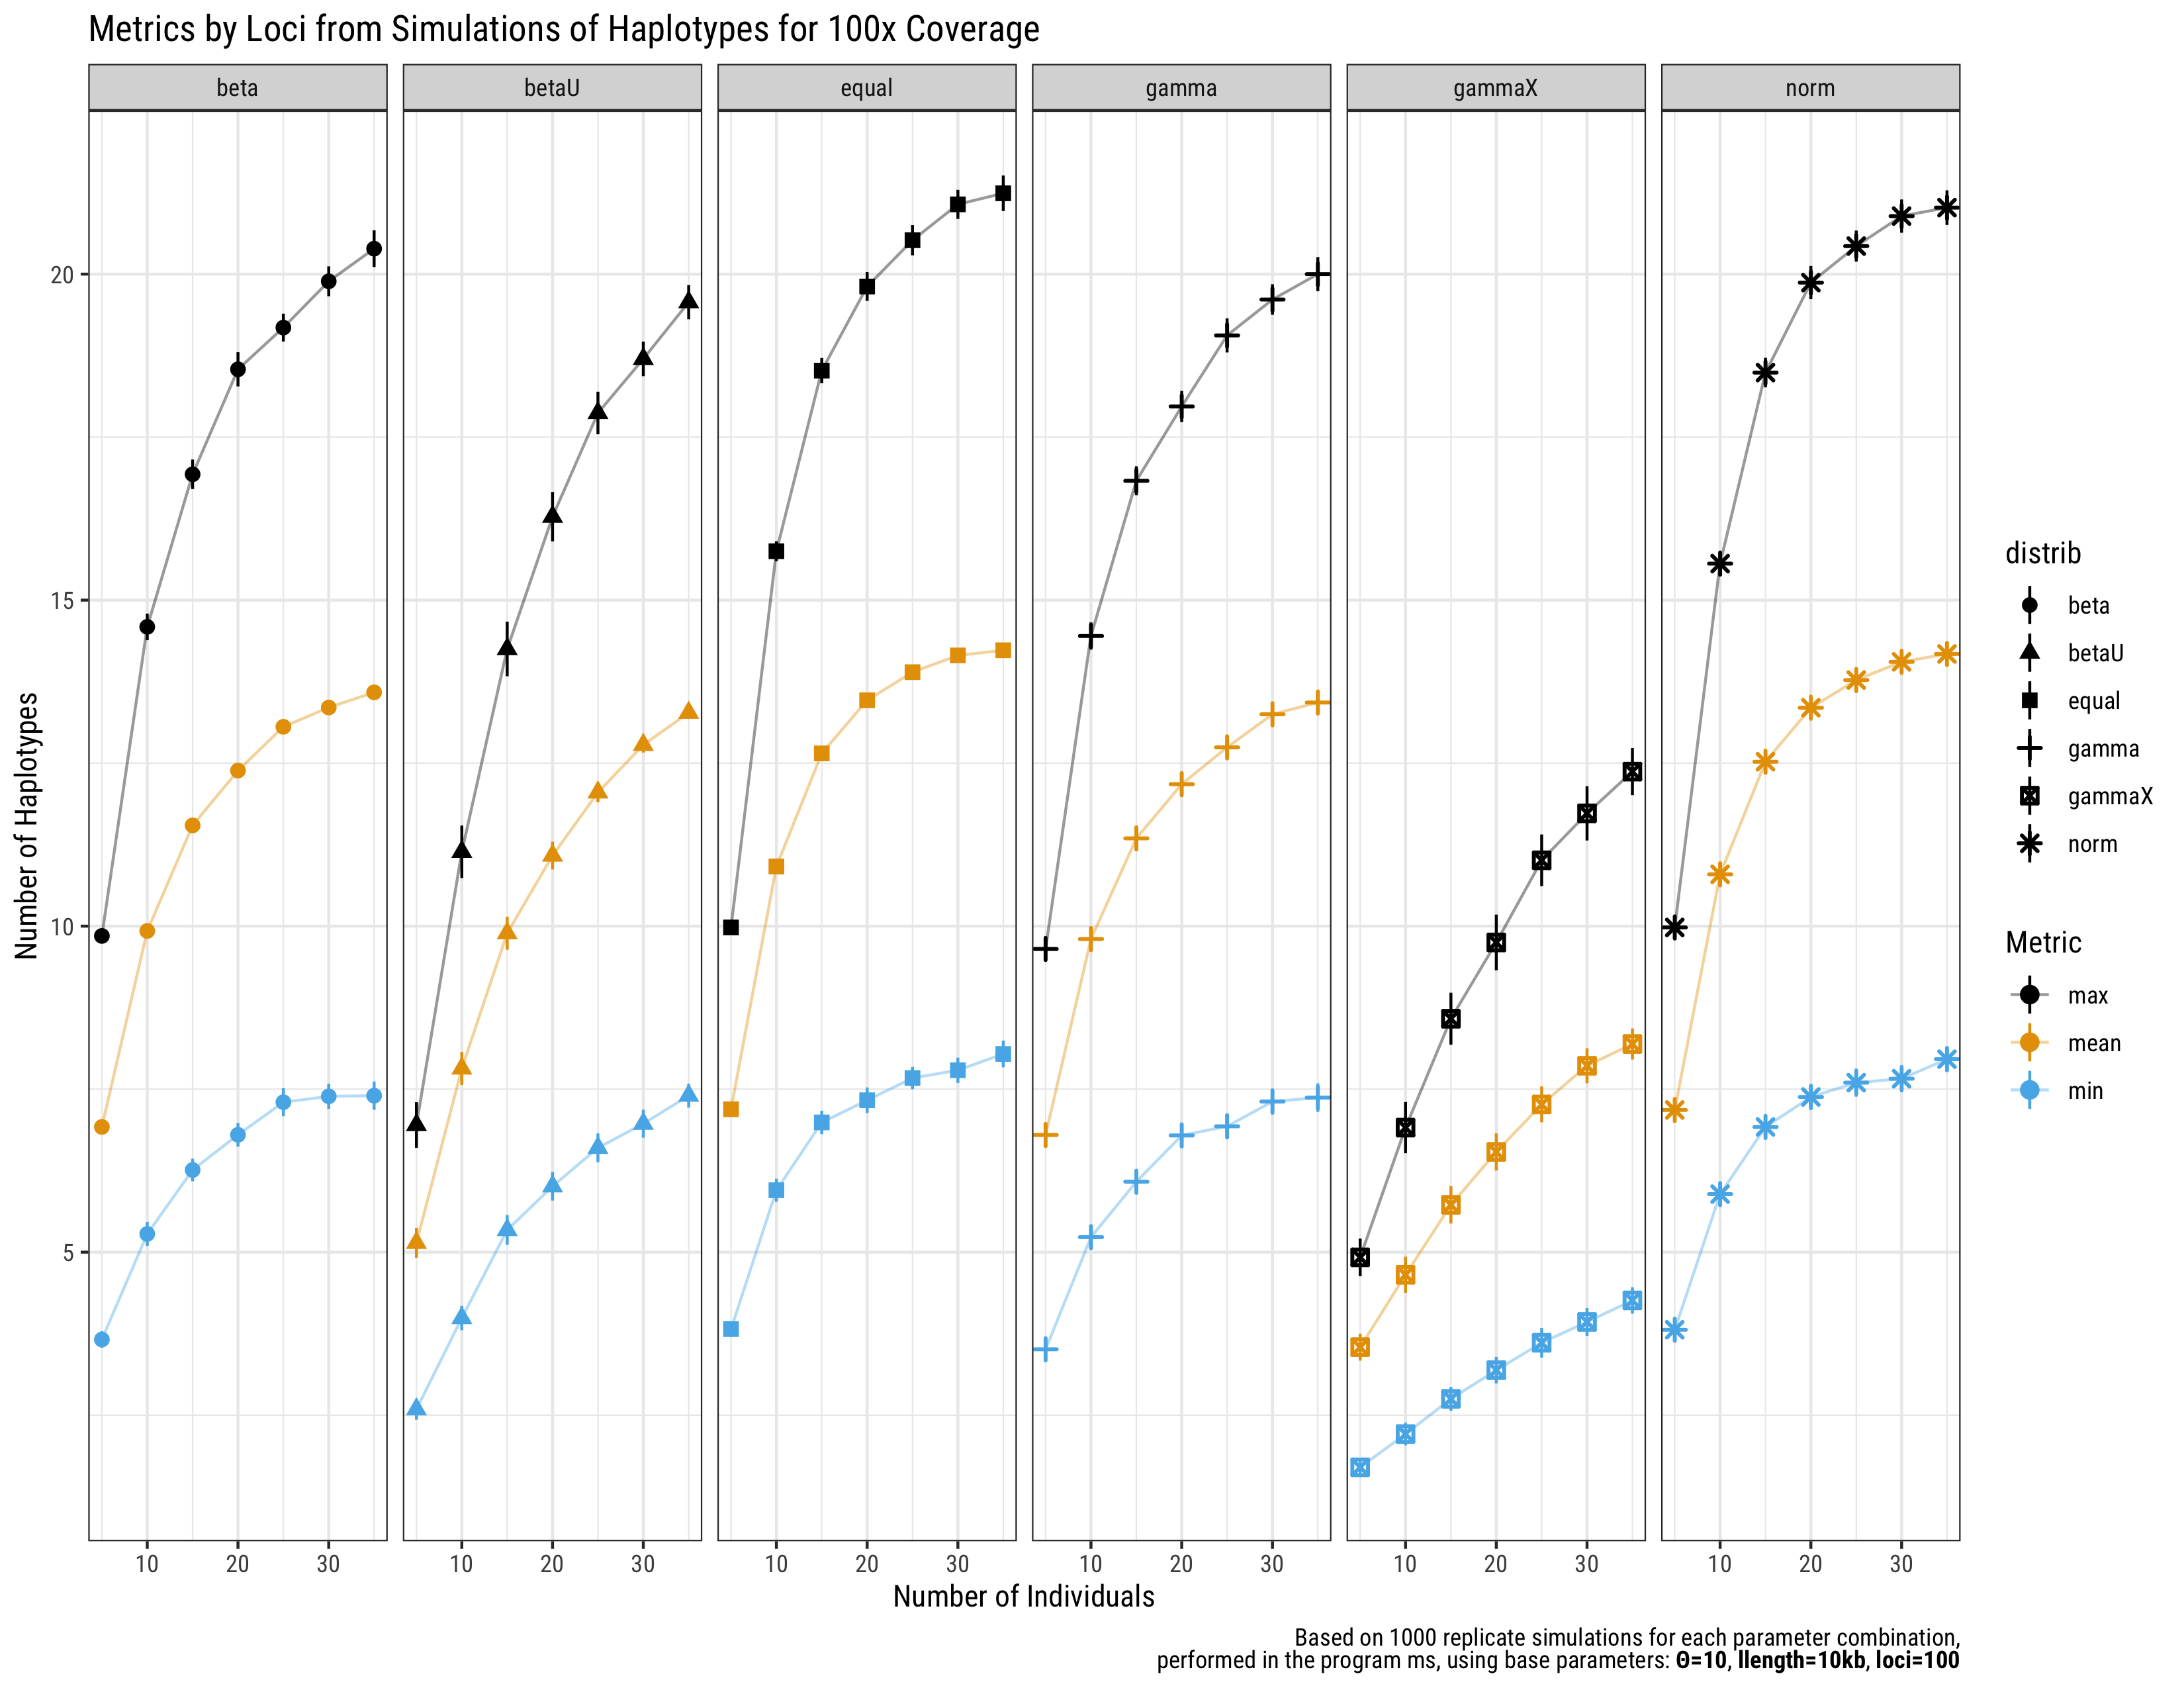 Metrics by Loci from Simulations of Haplotypes for 100x Coverage
beta betaU equal gamma gammaX norm
Number of Haplotypes
20
15
10
5
10 20 30 10 20 30 10 20 30 10 20 30 10 20 30 10 20 30
Number of Individuals
distrib
beta
betaU
equal
gamma
gammaX
norm
Metric
max
mean
min
Based on 1000 replicate simulations for each parameter combination,
performed in the program ms, using base parameters: Θ=10, llength=10kb, loci=100